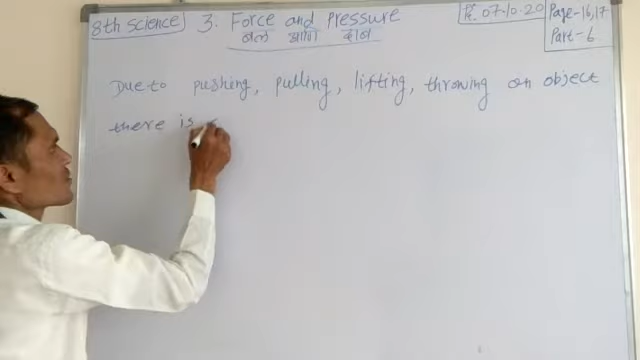 8th science
3. Force and Pressure
बल आणि दाब
07.10.20
Page-16,17
Part-6
Due to pushing, pulling, lifting, throwing on object
there is